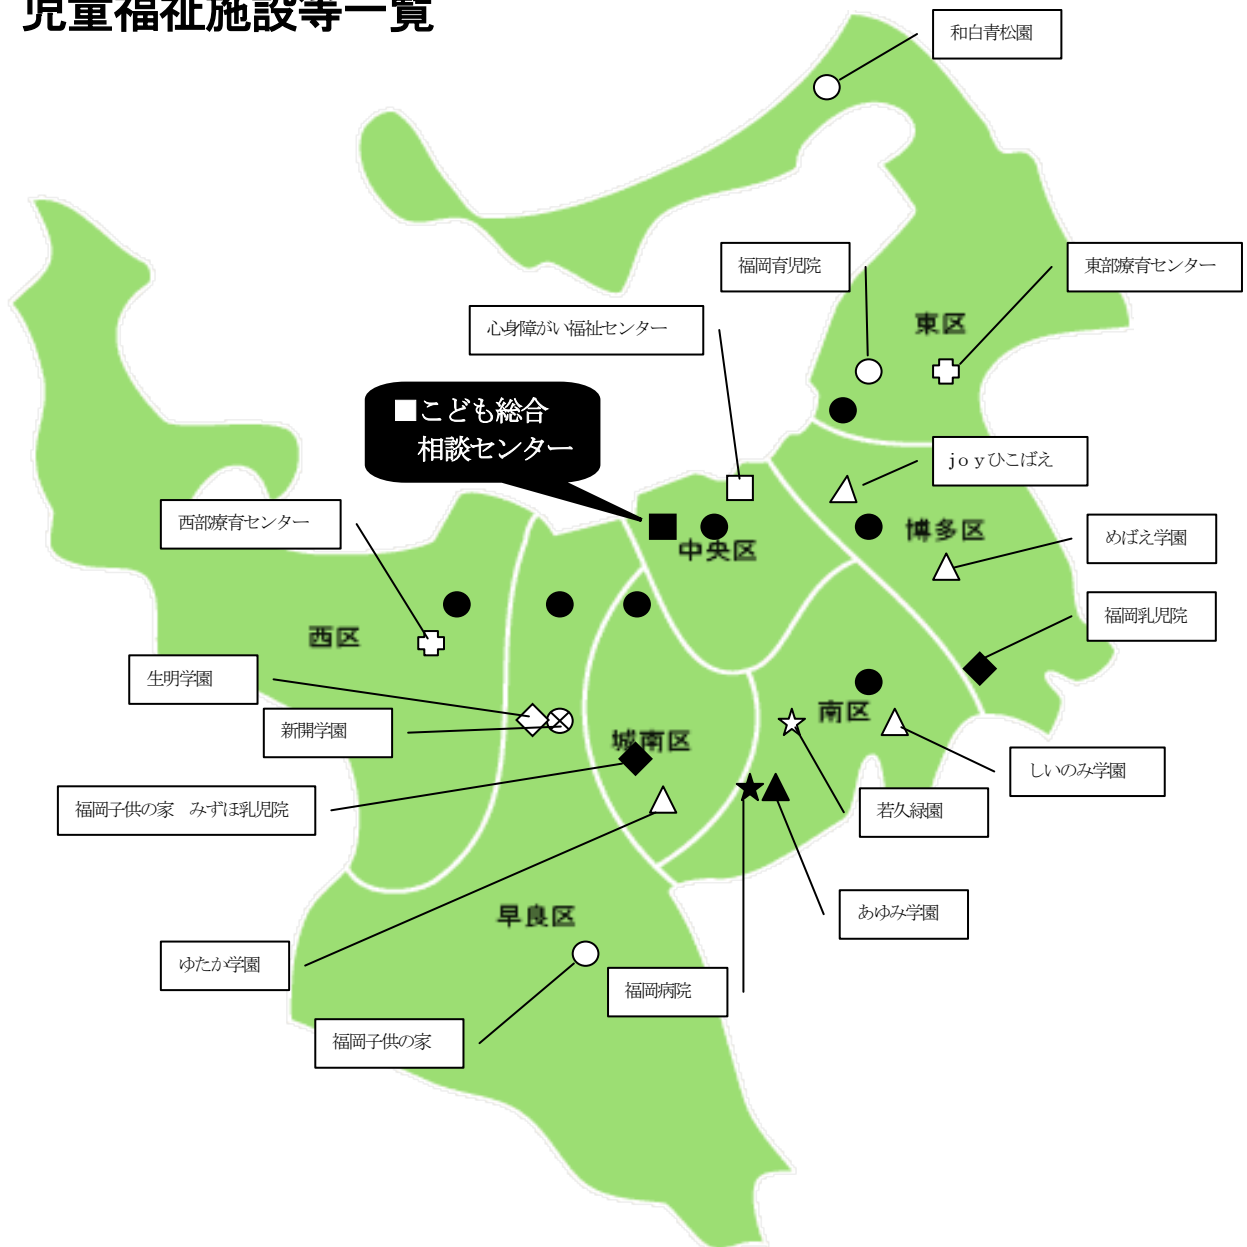 児童福祉施設等一覧
和白青松園
福岡育児院
東部療育センター
心身障がい福祉センター
東区
■こども総合
相談センター
joyひこばえ
西部療育センター
博多区
めばえ学園
中央区
福岡乳児院
西区
生明学園
新開学園
南区
城南区
しいのみ学園
福岡子供の家 みずほ乳児院
若久緑園
あゆみ学園
早良区
ゆたか学園
福岡病院
福岡子供の家